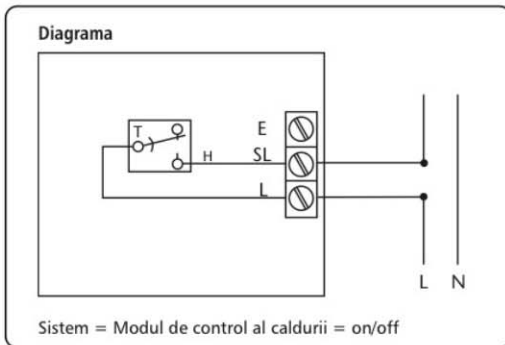 Diagrama
T
E
H
SL
L
L N
Sistem = Modul de control al caldurii = on/off